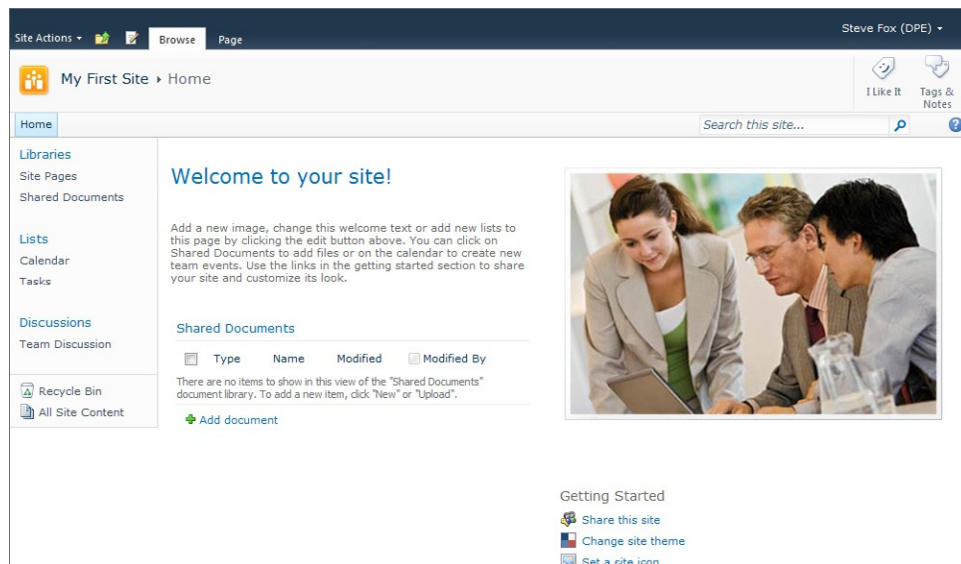 Steve Fox (DPE)
Site Actions
Browse
Page
My First Site ▸ Home
I Like It
Tags &
Notes
Home
Search this site...
Libraries
Site Pages
Shared Documents
Lists
Calendar
Tasks
Discussions
Team Discussion
Recycle Bin
All Site Content
Welcome to your site!
Add a new image, change this welcome text or add new lists to
this page by clicking the edit button above. You can click on
Shared Documents to add files or on the calendar to create new
team events. Use the links in the getting started section to share
your site and customize its look.
Shared Documents
Type Name Modified Modified By
There are no items to show in this view of the "Shared Documents"
document library. To add a new item, click "New" or "Upload".
Add document
Getting Started
Share this site
Change site theme
Set a site icon